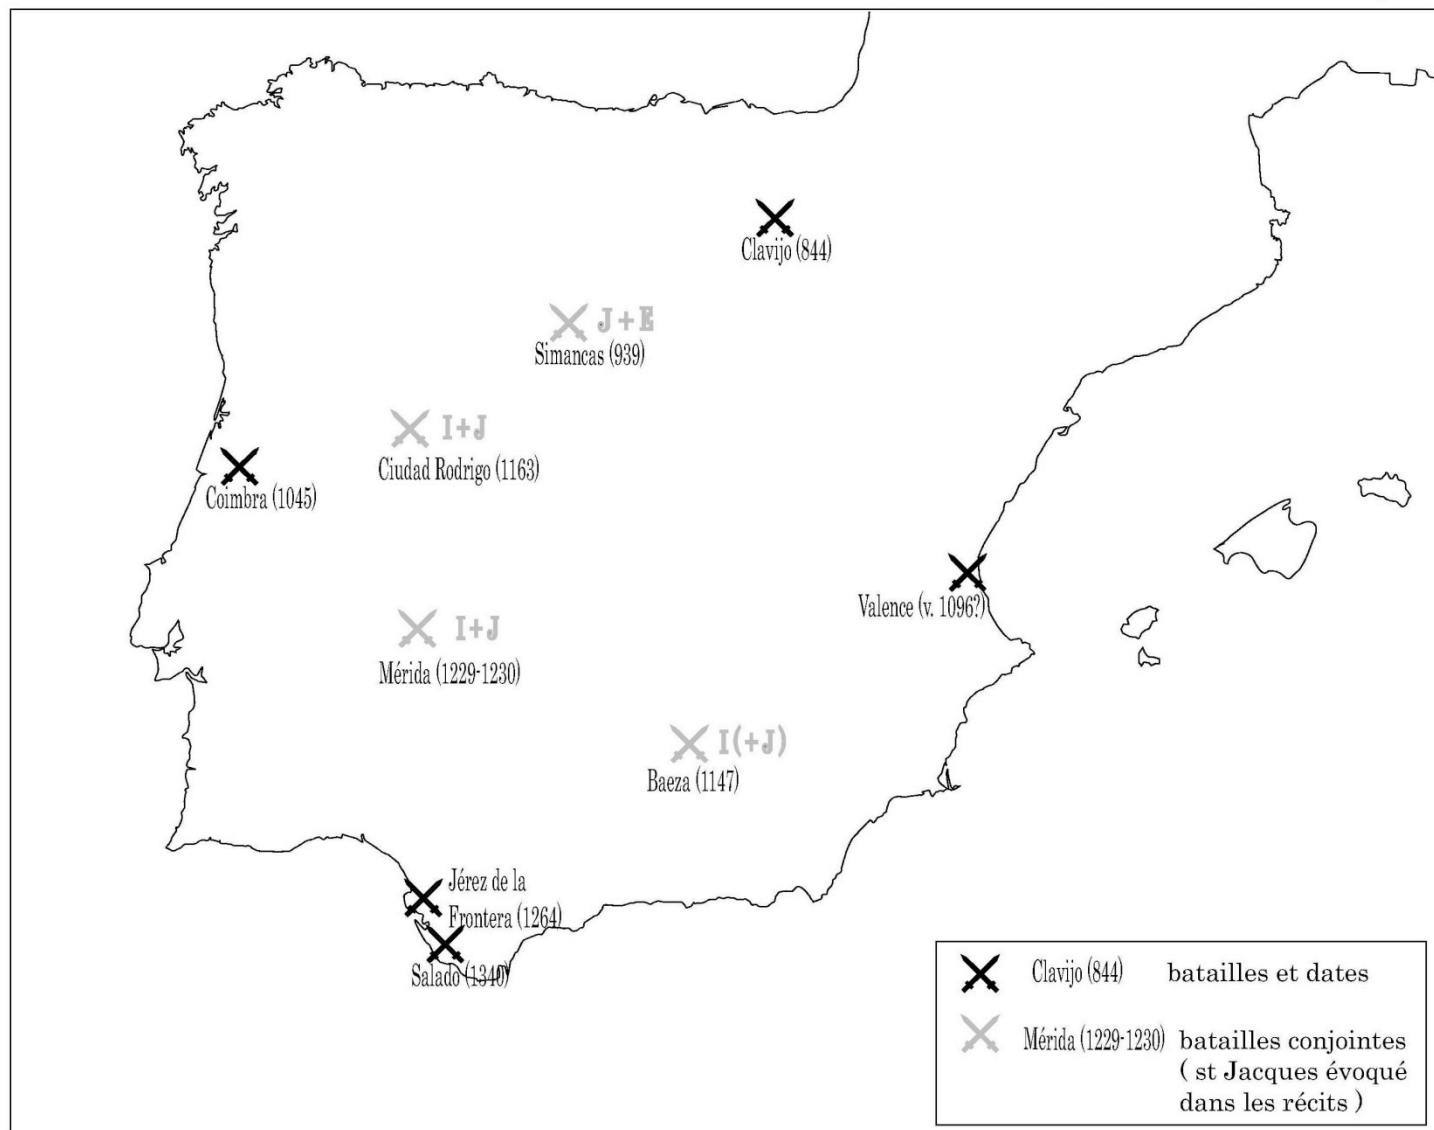 Clavijo (844)
J+E
Simancas (939)
I+J
Ciudad Rodrigo (1163)
Coimbra (1045)
Valence (v. 1096?)
I+J
Mérida (1229-1230)
I(+J)
Baeza (1147)
Jérez de la
Frontera (1264)
Salado (1340)
Clavijo (844) batailles et dates
Mérida (1229-1230) batailles conjointes
( st Jacques évoqué
dans les récits )